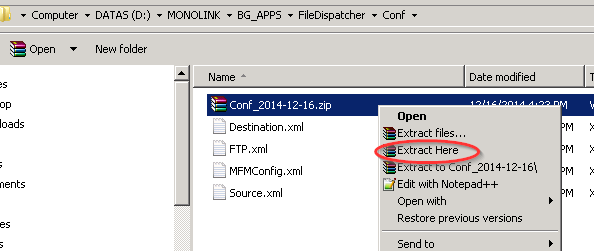 Computer DATAS (D:) MONOLINK BG_APPS FileDispatcher Conf
Open New folder
Name Date modified T
es
op
loads
Conf_2014-12-16.zip 12/16/2014 4:23 PM
Destination.xml PM
FTP.xml PM
MFMConfig.xml PM
Source.xml PM
ments
es
s
Open
Extract files...
Extract Here
Extract to Conf_2014-12-16\
Edit with Notepad++
Open with
Restore previous versions
Send to